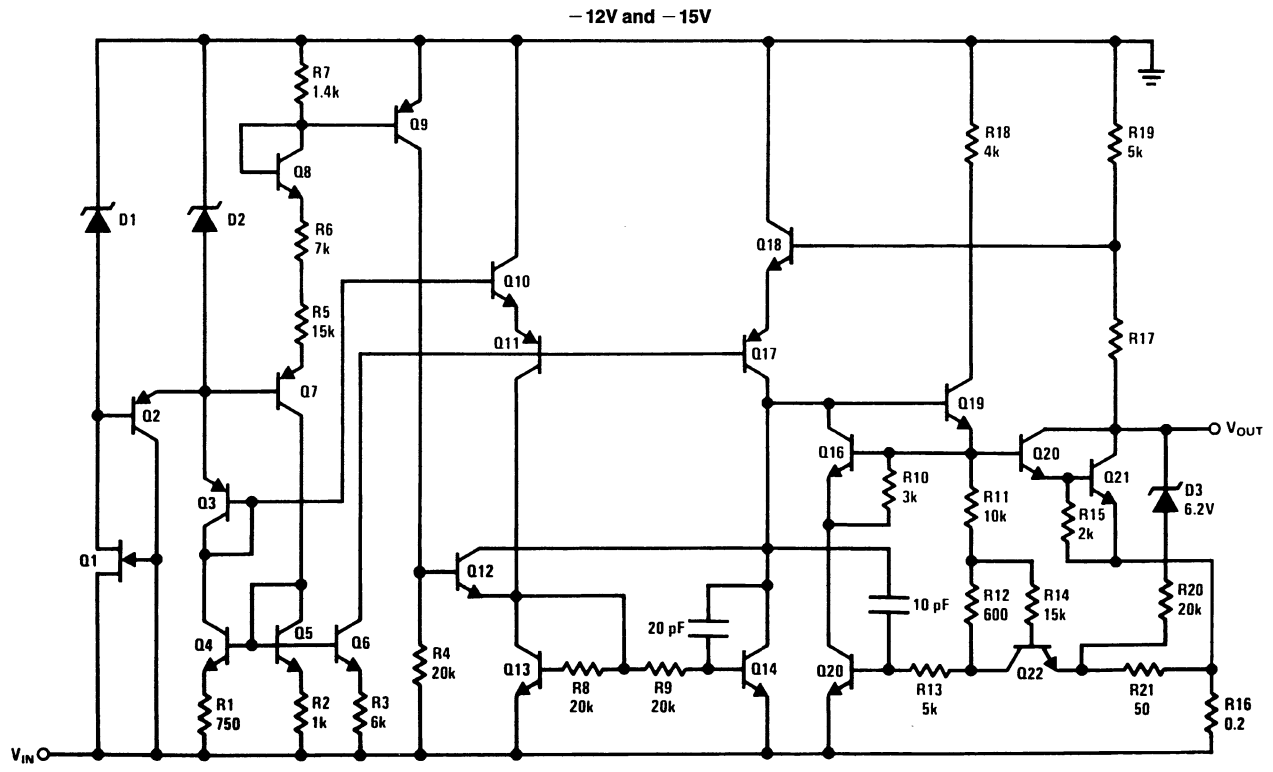 −12V and −15V
R7
1.4k
Q9
Q8
R18
4k
R19
5k
D1
D2
R6
7k
Q18
Q10
R5
15k
Q11
Q17
R17
Q7
Q2
Q19
VOUT
Q16
Q20
Q21
R10
3k
R11
10k
R15
2k
D3
6.2V
Q3
Q1
Q12
10 pF
R12
600
R14
15k
R20
20k
20 pF
Q4
Q5
Q6
R4
20k
Q13
R8
20k
R9
20k
Q14
Q20
R13
5k
Q22
R21
50
R16
0.2
R1
750
R2
1k
R3
6k
VIN